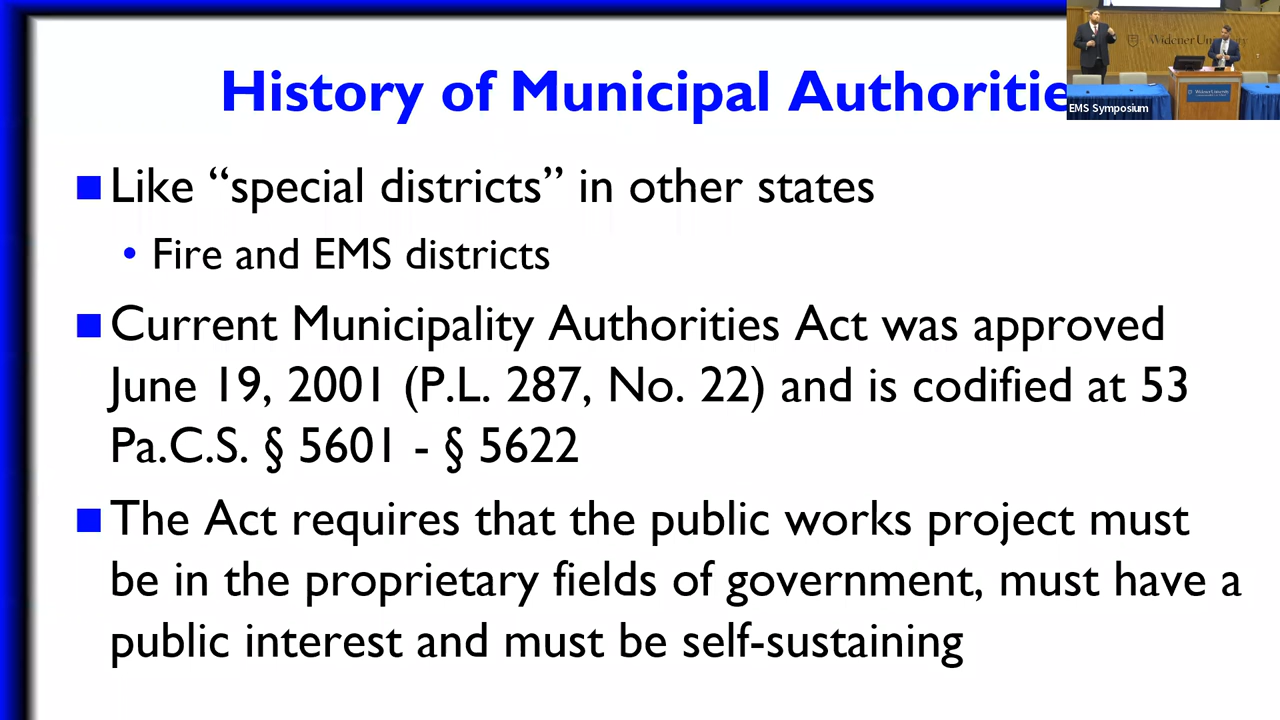 History of Municipal Authoritie
Widener University
EMS Symposium
■ Like “special districts” in other states
• Fire and EMS districts
■ Current Municipality Authorities Act was approved
June 19, 2001 (P.L. 287, No. 22) and is codified at 53
Pa.C.S. § 5601 - § 5622
■ The Act requires that the public works project must
be in the proprietary fields of government, must have a
public interest and must be self-sustaining